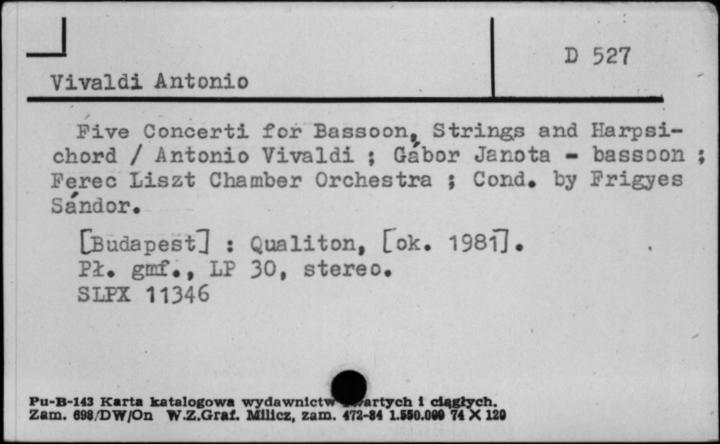 D 527
Vivaldi Antonio
Five Concerti for Bassoon, Strings and Harpsi-
chord / Antonio Vivaldi ; Gábor Janota - bassoon ;
Ferec Liszt Chamber Orchestra ; Cond. by Frigyes
Sándor.
[Budapest] : Qualiton, [ok. 1981].
Pł. gmf., LP 30, stereo.
SLPX 11346
Pu-B-143 Karta katalogowa wydawnictw ciągłych.
Zam. 698/DW/On W.Z.Graf. Milicz, zam. 472-84 1.550.000 74 X 120